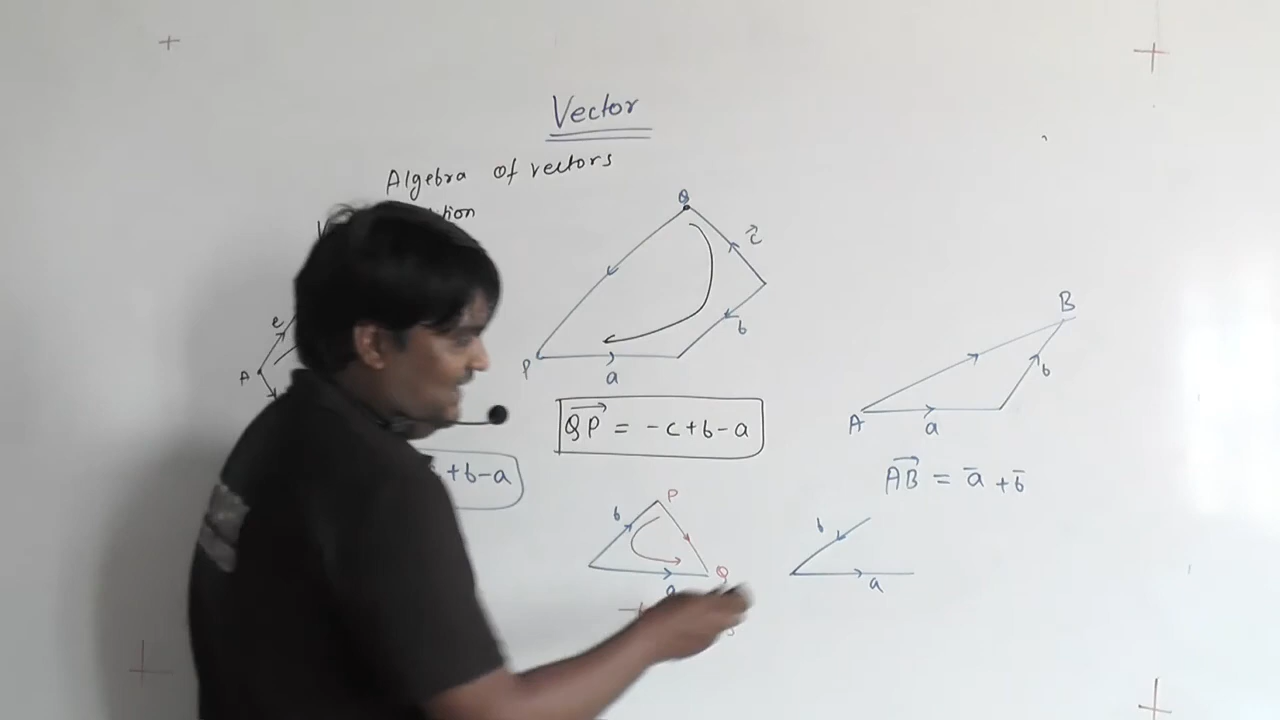 Vector
Algebra of vectors
Q
c⃗
e
b
B
A
P
a
b
A
a
QP⃗ = -c+b-a
+b-a
AB⃗ = a̅ + b̅
P
b
b
Q
a
a